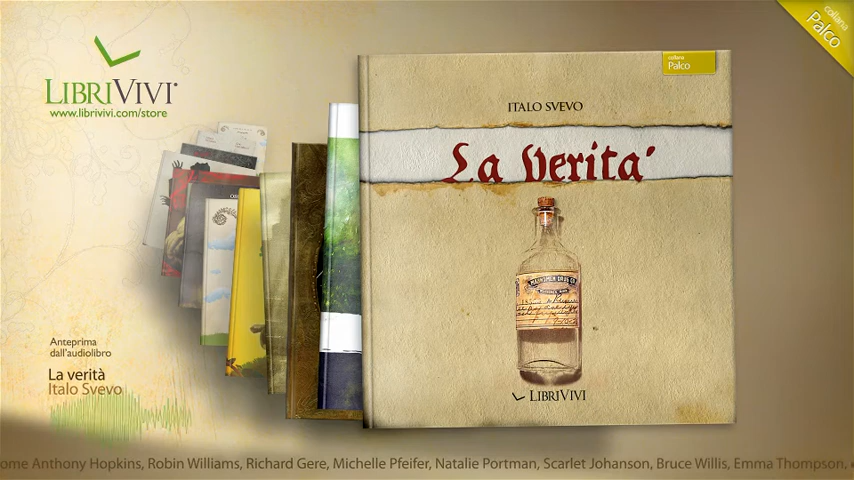 LIBRIVIVI
www.librivivi.com/store
collana
Palco
collana
Palco
ITALO SVEVO
La Verita'
LIBRIVIVI
Anteprima
dall'audiolibro
La verità
Italo Svevo
ome Anthony Hopkins, Robin Williams, Richard Gere, Michelle Pfeifer, Natalie Portman, Scarlet Johanson, Bruce Willis, Emma Thompson,